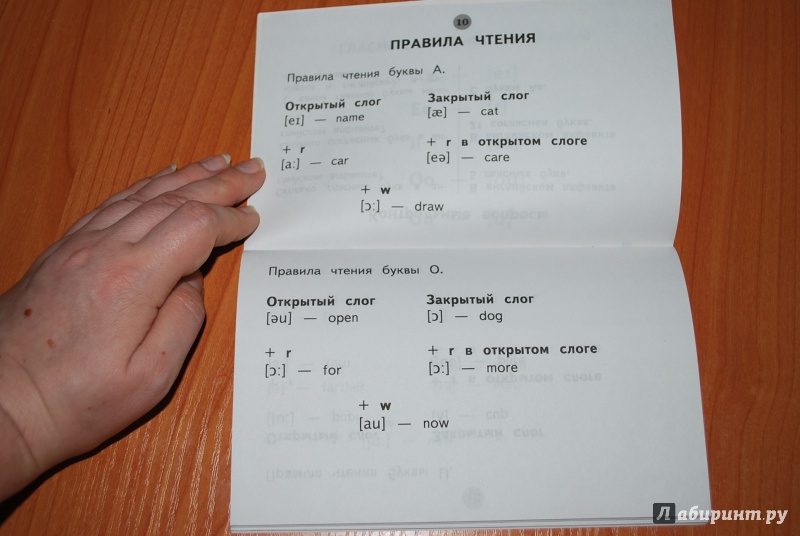 10
ПРАВИЛА ЧТЕНИЯ
Правила чтения буквы А.
Открытый слог
[eɪ] — name
Закрытый слог
[æ] — cat
+ r
[a:] — car
+ r в открытом слоге
[eə] — care
+ w
[ɔ:] — draw
Правила чтения буквы О.
Открытый слог
[əu] — open
Закрытый слог
[ɔ] — dog
+ r
[ɔ:] — for
+ r в открытом слоге
[ɔ:] — more
+ w
[au] — now
Лабиринт.ру